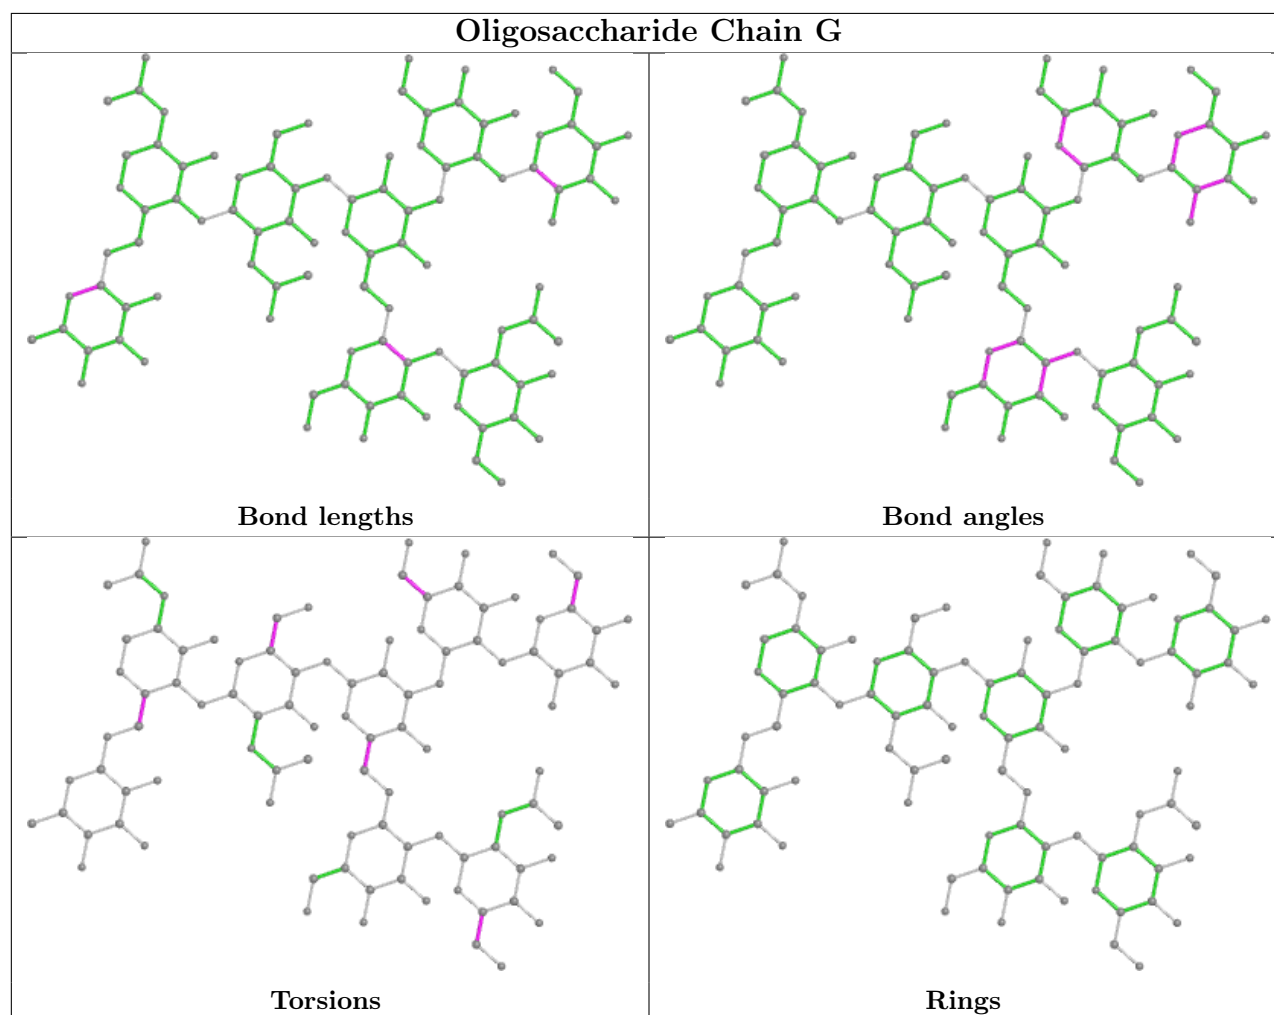 Oligosaccharide Chain G
Bond lengths
Bond angles
Torsions
Rings